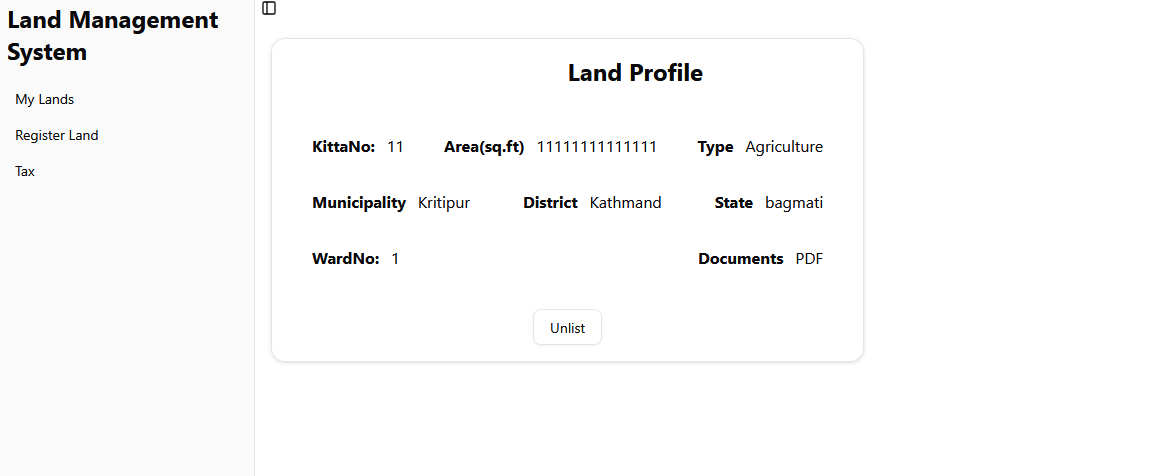 Land Management
System
My Lands
Register Land
Tax
Land Profile
KittaNo: 11 Area(sq.ft) 11111111111111 Type Agriculture
Municipality Kritipur District Kathmand State bagmati
WardNo: 1 Documents PDF
Unlist